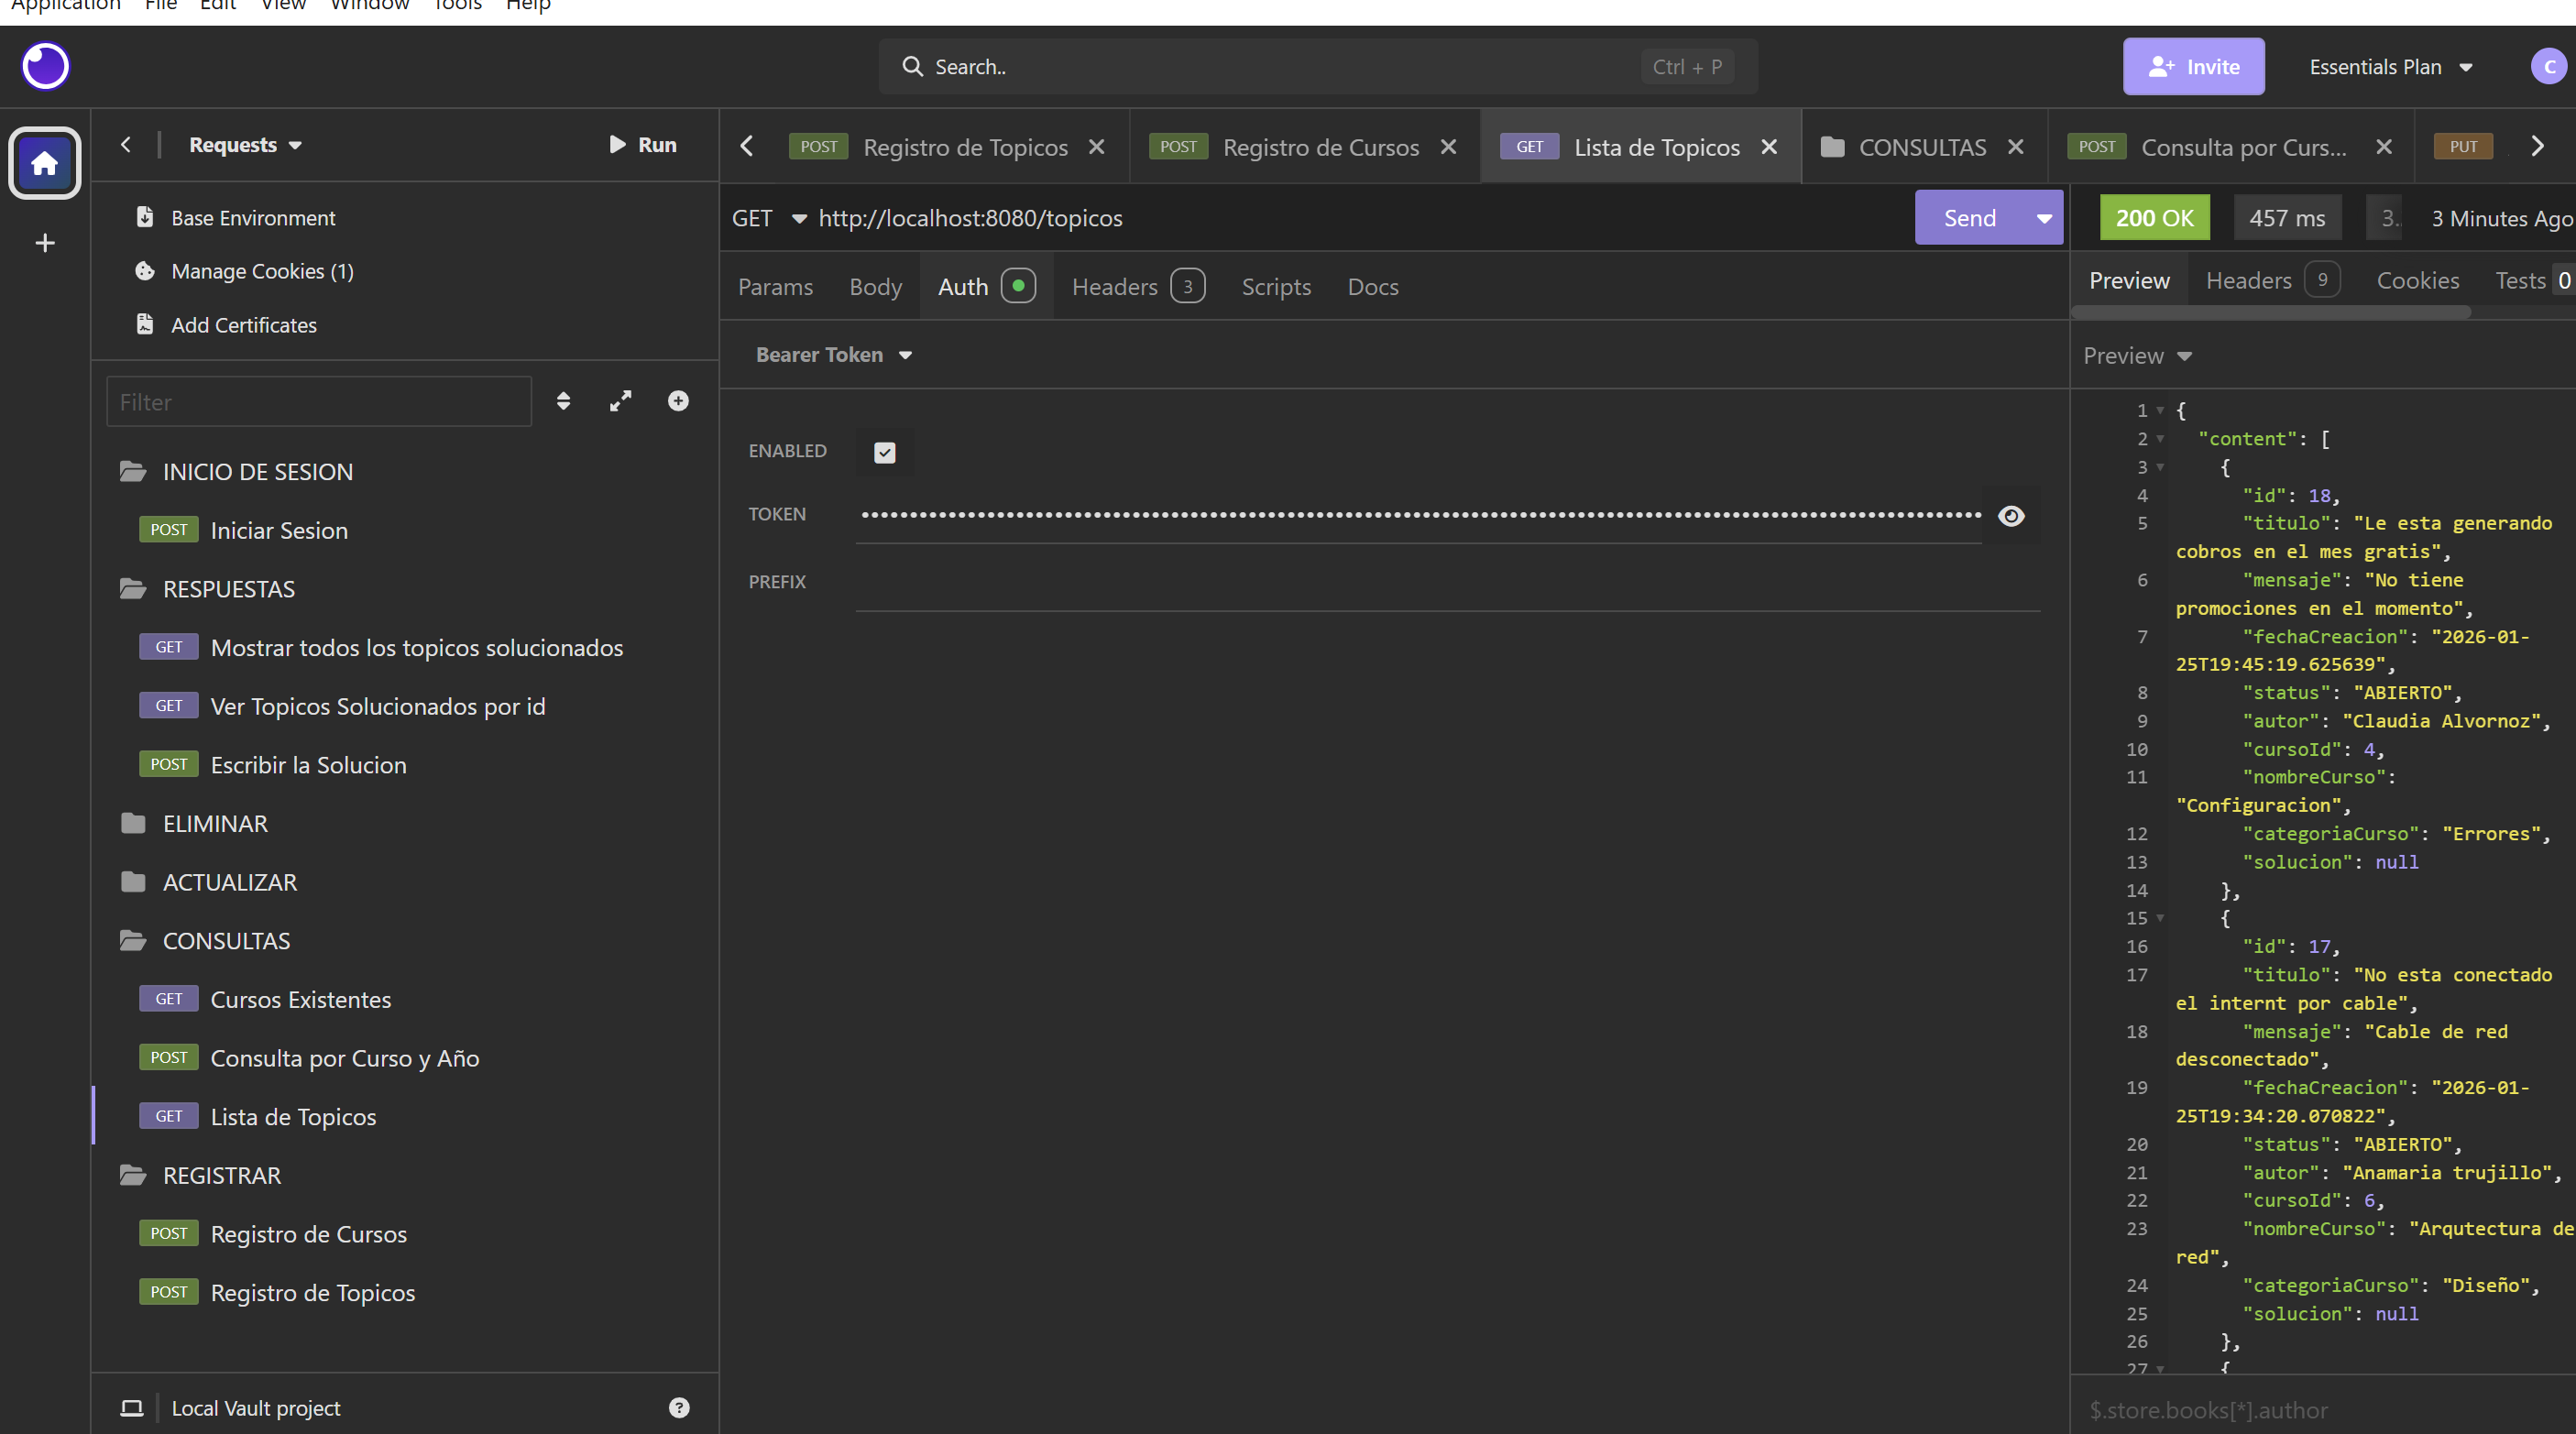 Application File Edit View Window Tools Help
Search.. Ctrl + P
Invite
Essentials Plan
C
Requests
Run
POST Registro de Topicos
POST Registro de Cursos
GET Lista de Topicos
CONSULTAS
POST Consulta por Curs...
PUT
Base Environment
Manage Cookies (1)
Add Certificates
Filter
INICIO DE SESION
POST Iniciar Sesion
RESPUESTAS
GET Mostrar todos los topicos solucionados
GET Ver Topicos Solucionados por id
POST Escribir la Solucion
ELIMINAR
ACTUALIZAR
CONSULTAS
GET Cursos Existentes
POST Consulta por Curso y Año
GET Lista de Topicos
REGISTRAR
POST Registro de Cursos
POST Registro de Topicos
Local Vault project
GET http://localhost:8080/topicos
Send
Params Body Auth Headers 3 Scripts Docs
Bearer Token
ENABLED
TOKEN
PREFIX
200 OK 457 ms 3. 3 Minutes Ago
Preview Headers 9 Cookies Tests 0
Preview
1 {
2 "content": [
3 {
4 "id": 18,
5 "titulo": "Le esta generando
cobros en el mes gratis",
6 "mensaje": "No tiene
promociones en el momento",
7 "fechaCreacion": "2026-01-
25T19:45:19.625639",
8 "status": "ABIERTO",
9 "autor": "Claudia Alvornoz",
10 "cursoId": 4,
11 "nombreCurso":
"Configuracion",
12 "categoriaCurso": "Errores",
13 "solucion": null
14 },
15 {
16 "id": 17,
17 "titulo": "No esta conectado
el internt por cable",
18 "mensaje": "Cable de red
desconectado",
19 "fechaCreacion": "2026-01-
25T19:34:20.070822",
20 "status": "ABIERTO",
21 "autor": "Anamaria trujillo",
22 "cursoId": 6,
23 "nombreCurso": "Arqutectura de
red",
24 "categoriaCurso": "Diseño",
25 "solucion": null
26 },
27 {
$.store.books[*].author